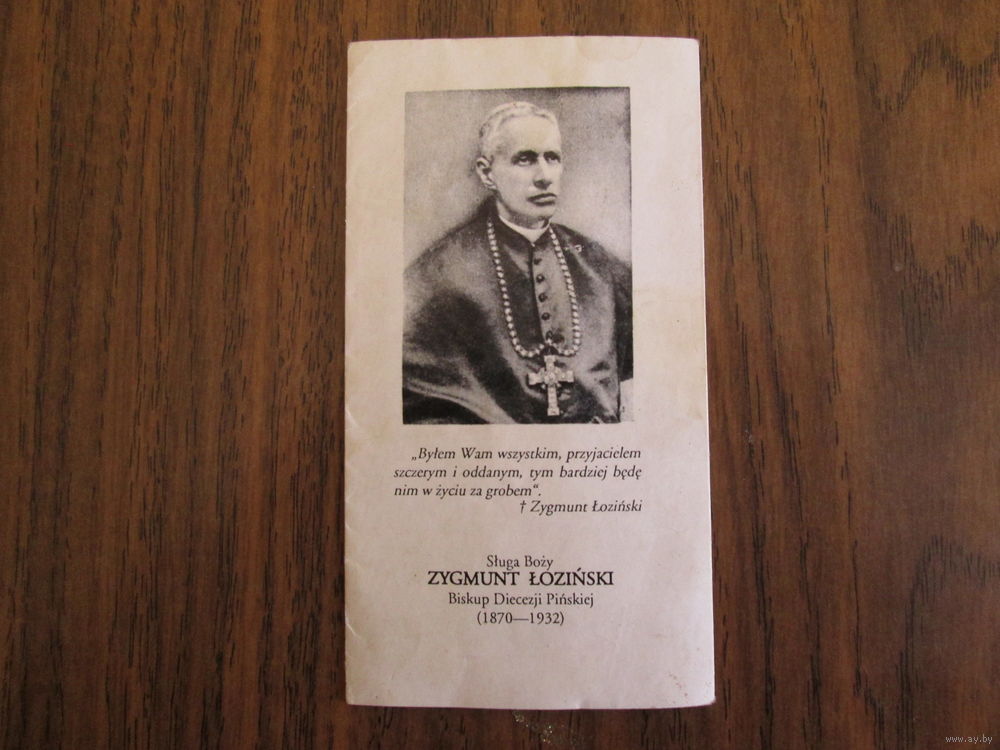 „Byłem Wam wszystkim, przyjacielem
szczerym i oddanym, tym bardziej będę
nim w życiu za grobem“.
† Zygmunt Łoziński
Sługa Boży
ZYGMUNT ŁOZIŃSKI
Biskup Diecezji Pińskiej
(1870—1932)
www.ay.by